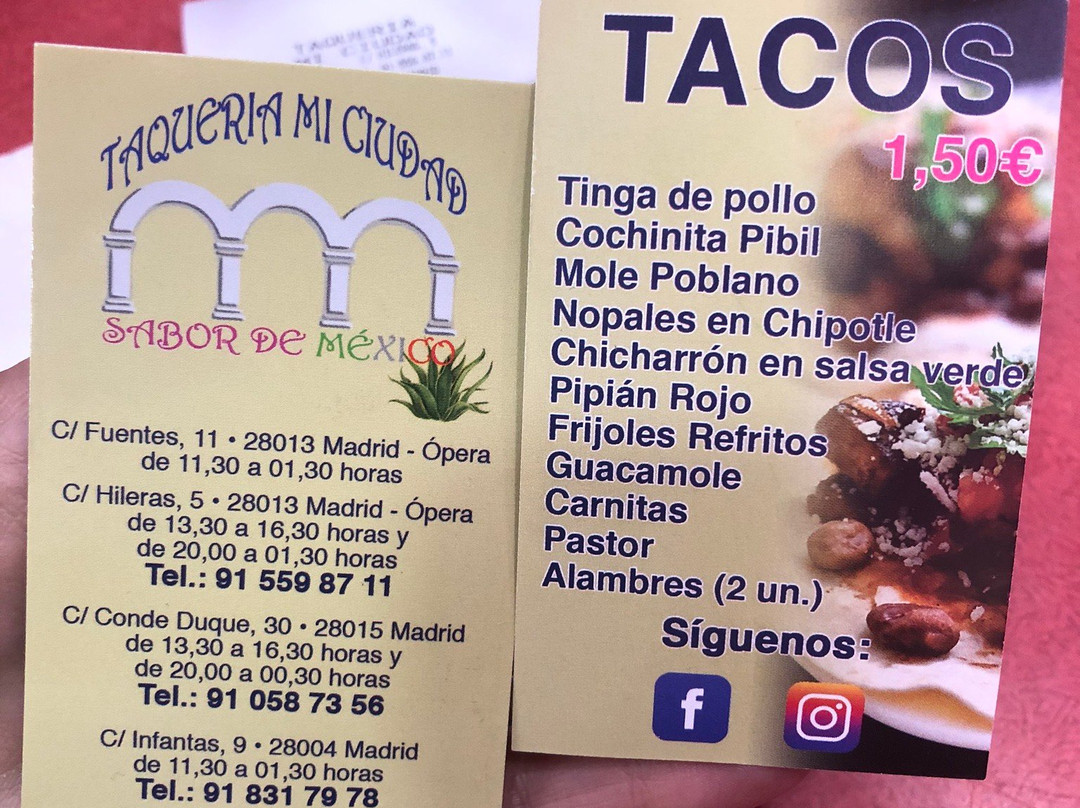 TAQUERIA
TAQUERIA MI CIUDAD
SABOR DE MÉXICO
C/ Fuentes, 11 • 28013 Madrid - Ópera
de 11,30 a 01,30 horas
C/ Hileras, 5 • 28013 Madrid - Ópera
de 13,30 a 16,30 horas y
de 20,00 a 01,30 horas
Tel.: 91 559 87 11
C/ Conde Duque, 30 • 28015 Madrid
de 13,30 a 16,30 horas y
de 20,00 a 00,30 horas
Tel.: 91 058 73 56
C/ Infantas, 9 • 28004 Madrid
de 11,30 a 01,30 horas
Tel.: 91 831 79 78
TACOS
1,50€
Tinga de pollo
Cochinita Pibil
Mole Poblano
Nopales en Chipotle
Chicharrón en salsa verde
Pipián Rojo
Frijoles Refritos
Guacamole
Carnitas
Pastor
Alambres (2 un.)
Síguenos:
f